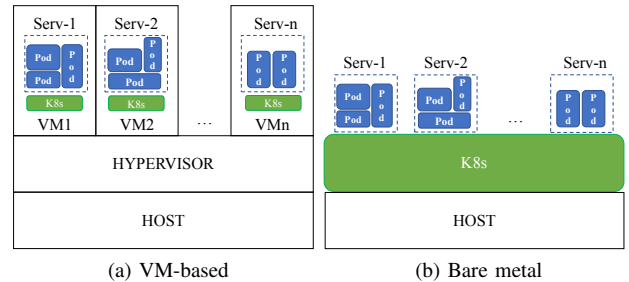 Serv-1
Serv-2
Serv-n
Pod
Pod
Pod
Pod
Pod
Pod
Pod
Pod
K8s
K8s
K8s
VM1
VM2
...
VMn
HYPERVISOR
HOST
(a) VM-based
Serv-1
Serv-2
Serv-n
Pod
Pod
Pod
Pod
Pod
Pod
Pod
Pod
...
K8s
HOST
(b) Bare metal